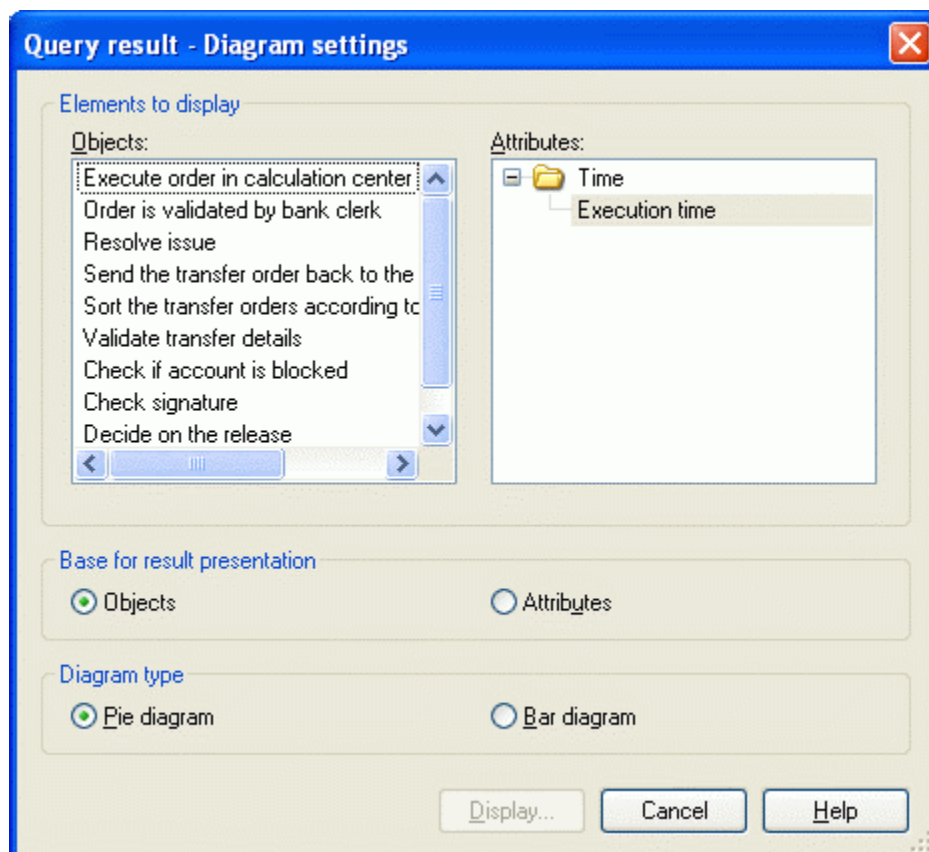 Query result - Diagram settings
Elements to display
Objects:
Execute order in calculation center
Order is validated by bank clerk
Resolve issue
Send the transfer order back to the
Sort the transfer orders according to
Validate transfer details
Check if account is blocked
Check signature
Decide on the release
Attributes:
Time
Execution time
Base for result presentation
Objects
Attributes
Diagram type
Pie diagram
Bar diagram
Display...
Cancel
Help